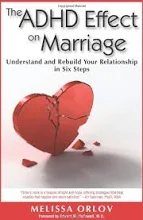 The ADHD Effect
on Marriage
Understand and Rebuild Your Relationship
in Six Steps
MELISSA ORLOV
Foreword by Edward M. Hallowell, M.D.